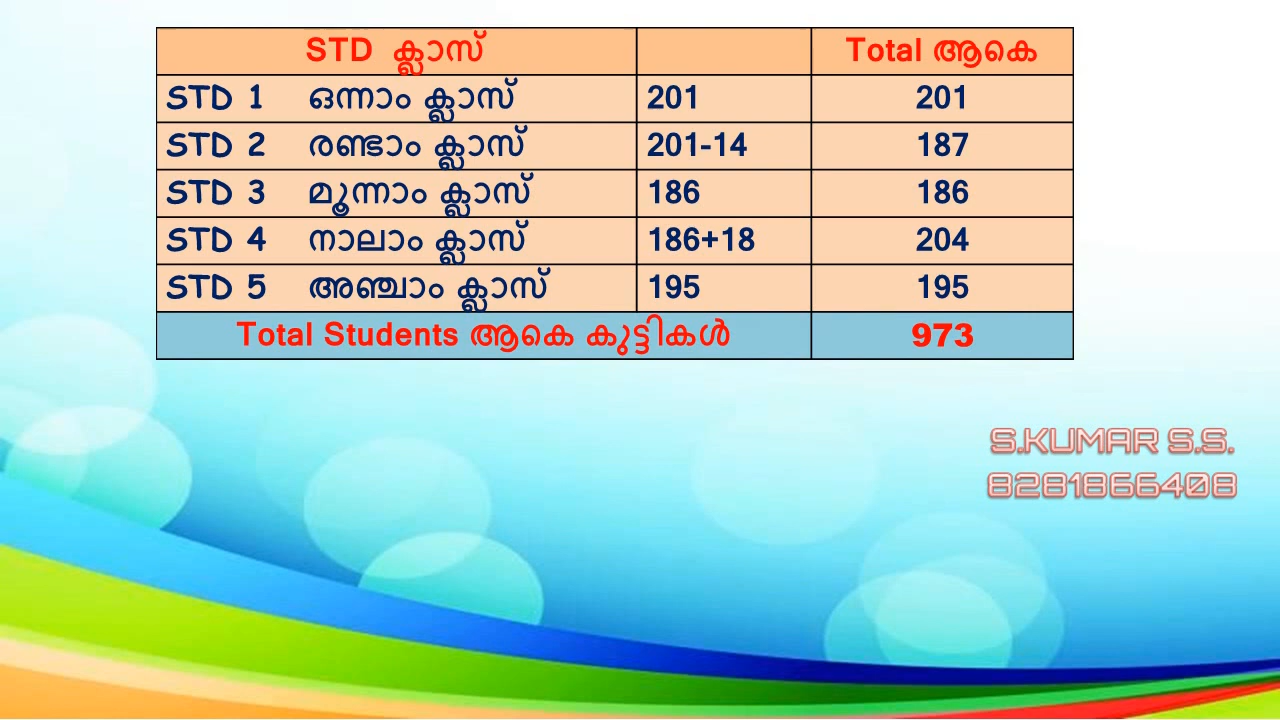 STD ക്ലാസ് Total ആകെ
STD 1 ഒന്നാം ക്ലാസ് 201 201
STD 2 രണ്ടാം ക്ലാസ് 201-14 187
STD 3 മൂന്നാം ക്ലാസ് 186 186
STD 4 നാലാം ക്ലാസ് 186+18 204
STD 5 അഞ്ചാം ക്ലാസ് 195 195
Total Students ആകെ കുട്ടികൾ 973
S.KUMAR S.S.
8281866408